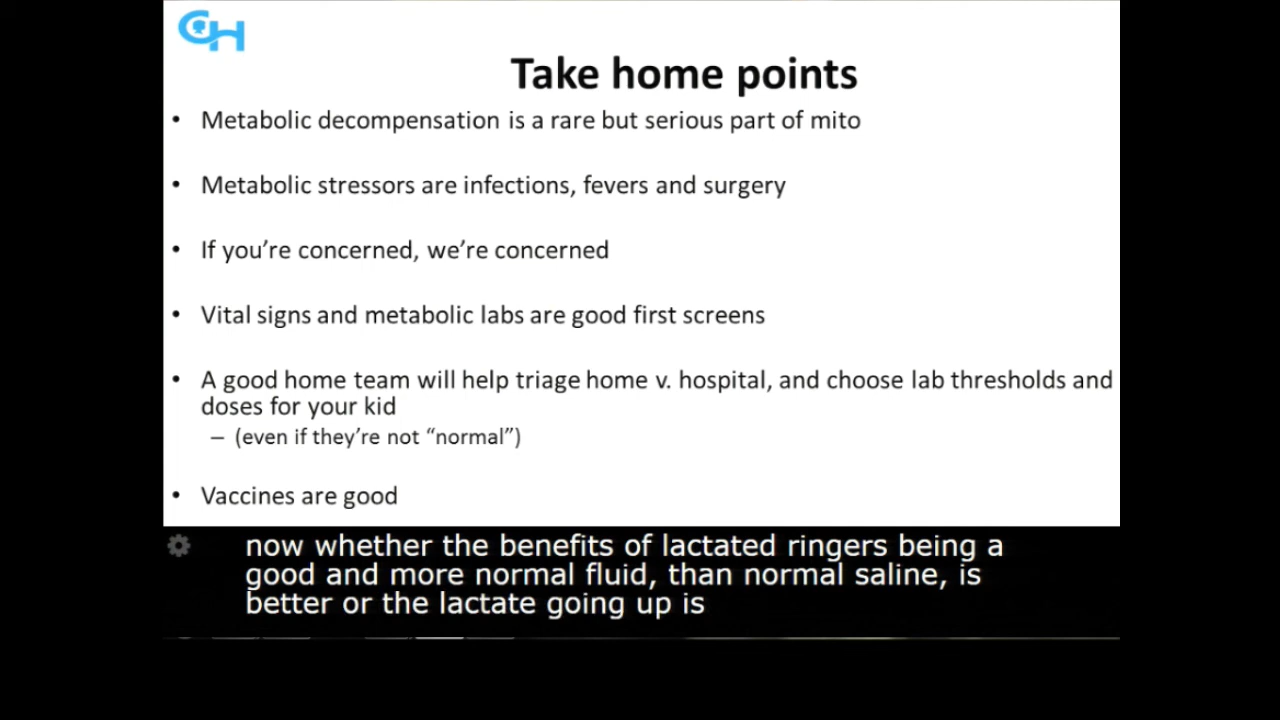 CH
Take home points
• Metabolic decompensation is a rare but serious part of mito
• Metabolic stressors are infections, fevers and surgery
• If you’re concerned, we’re concerned
• Vital signs and metabolic labs are good first screens
• A good home team will help triage home v. hospital, and choose lab thresholds and
doses for your kid
– (even if they’re not “normal”)
• Vaccines are good
now whether the benefits of lactated ringers being a
good and more normal fluid, than normal saline, is
better or the lactate going up is